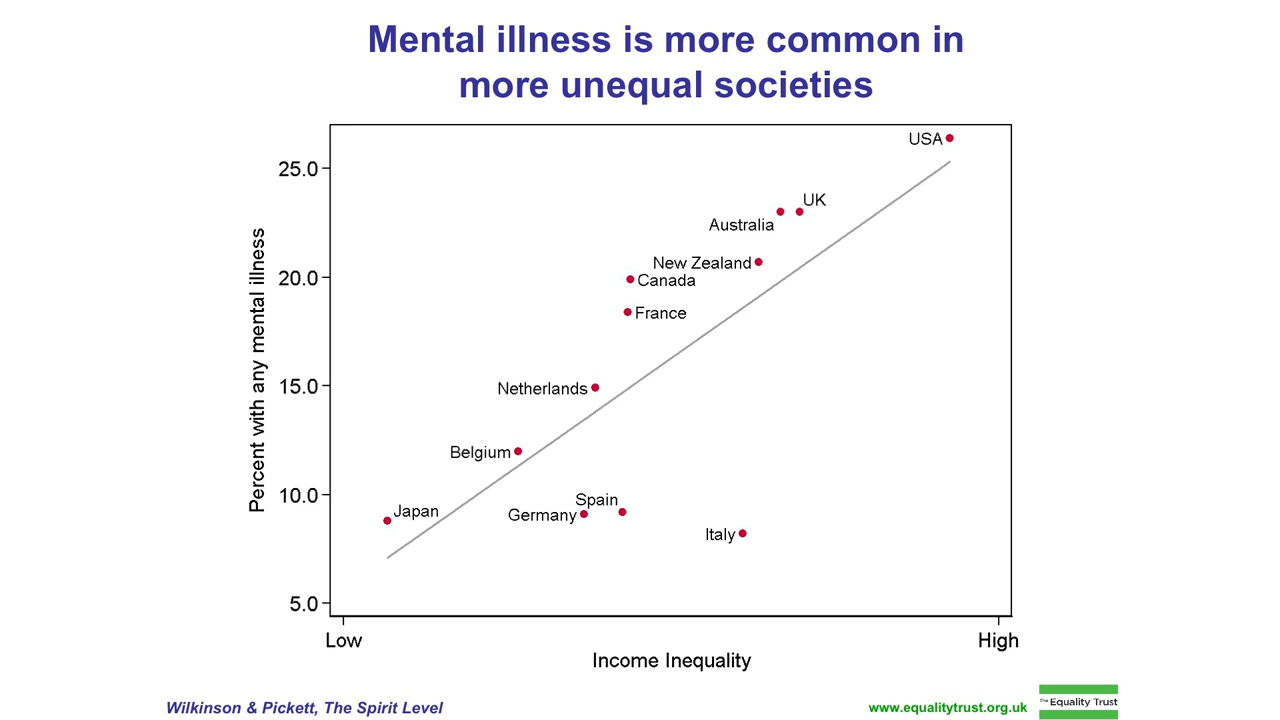 Mental illness is more common in
more unequal societies
USA
25.0
UK
Australia
New Zealand
20.0
Canada
France
Percent with any mental illness
15.0
Netherlands
Belgium
10.0
Spain
Japan
Germany
Italy
5.0
Low
High
Income Inequality
Wilkinson & Pickett, The Spirit Level
www.equalitytrust.org.uk
The Equality Trust